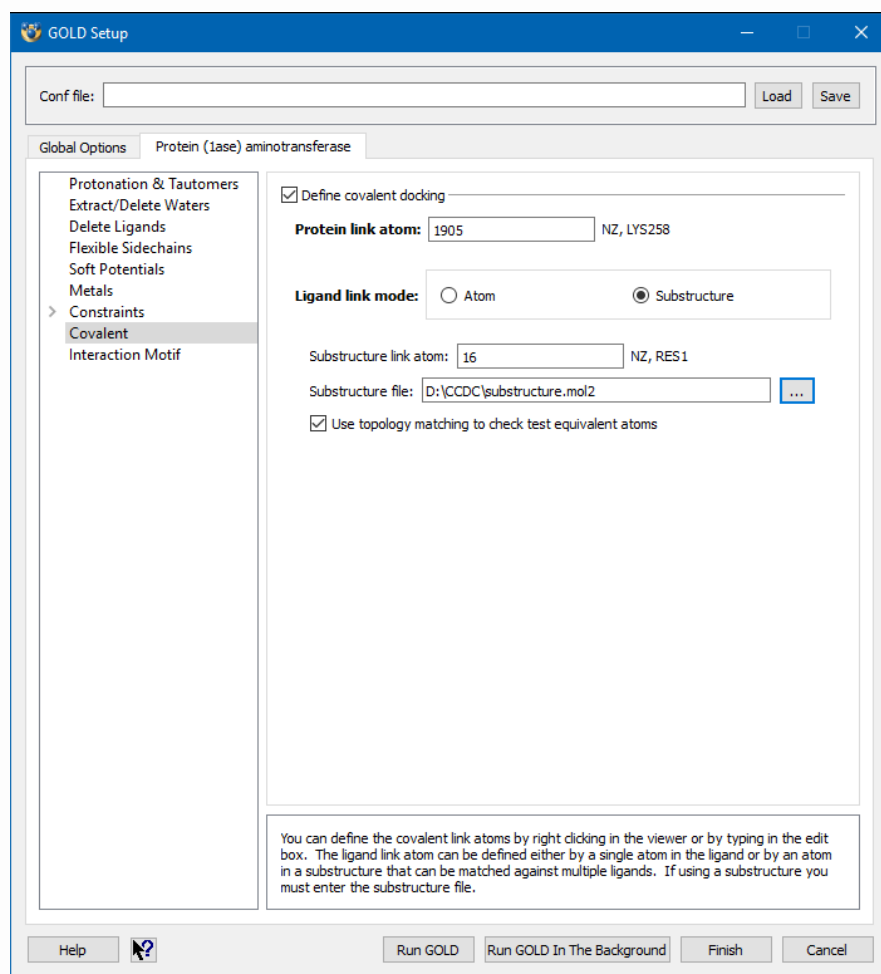 GOLD Setup
Conf file:
Load
Save
Global Options
Protein (1ase) aminotransferase
Protonation & Tautomers
Extract/Delete Waters
Delete Ligands
Flexible Sidechains
Soft Potentials
Metals
Constraints
Covalent
Interaction Motif
Define covalent docking
Protein link atom: 1905 NZ, LYS258
Ligand link mode: Atom Substructure
Substructure link atom: 16 NZ, RES1
Substructure file: D:\CCDC\substructure.mol2 ...
Use topology matching to check test equivalent atoms
You can define the covalent link atoms by right clicking in the viewer or by typing in the edit
box. The ligand link atom can be defined either by a single atom in the ligand or by an atom
in a substructure that can be matched against multiple ligands. If using a substructure you
must enter the substructure file.
Help
Run GOLD
Run GOLD In The Background
Finish
Cancel